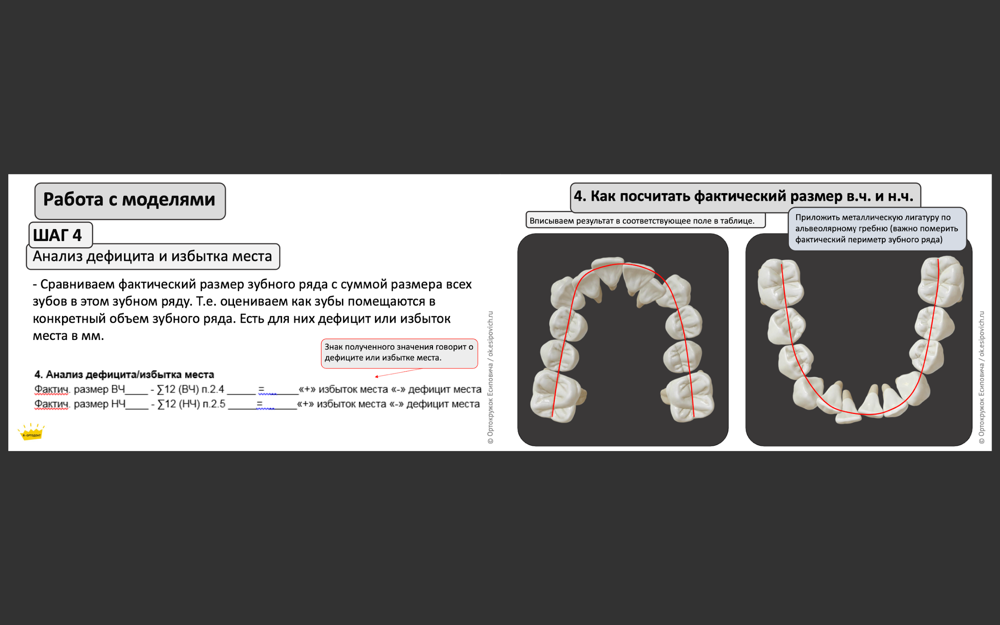 Работа с моделями
ШАГ 4
Анализ дефицита и избытка места
- Сравниваем фактический размер зубного ряда с суммой размера всех
зубов в этом зубном ряду. Т.е. оцениваем как зубы помещаются в
конкретный объем зубного ряда. Есть для них дефицит или избыток
места в мм.
Знак полученного значения говорит о
дефиците или избытке места.
4. Анализ дефицита/избытка места
Фактич. размер ВЧ____ - ∑12 (ВЧ) п.2.4 _____ =______«+» избыток места «-» дефицит места
Фактич. размер НЧ____ - ∑12 (НЧ) п.2.5 _____=______«+» избыток места «-» дефицит места
Я-ОРТОДОНТ
© Ортокружок Есиповича / ok.esipovich.ru
4. Как посчитать фактический размер в.ч. и н.ч.
Вписываем результат в соответствующее поле в таблице.
Приложить металлическую лигатуру по
альвеолярному гребню (важно померить
фактический периметр зубного ряда)
© Ортокружок Есиповича / ok.esipovich.ru